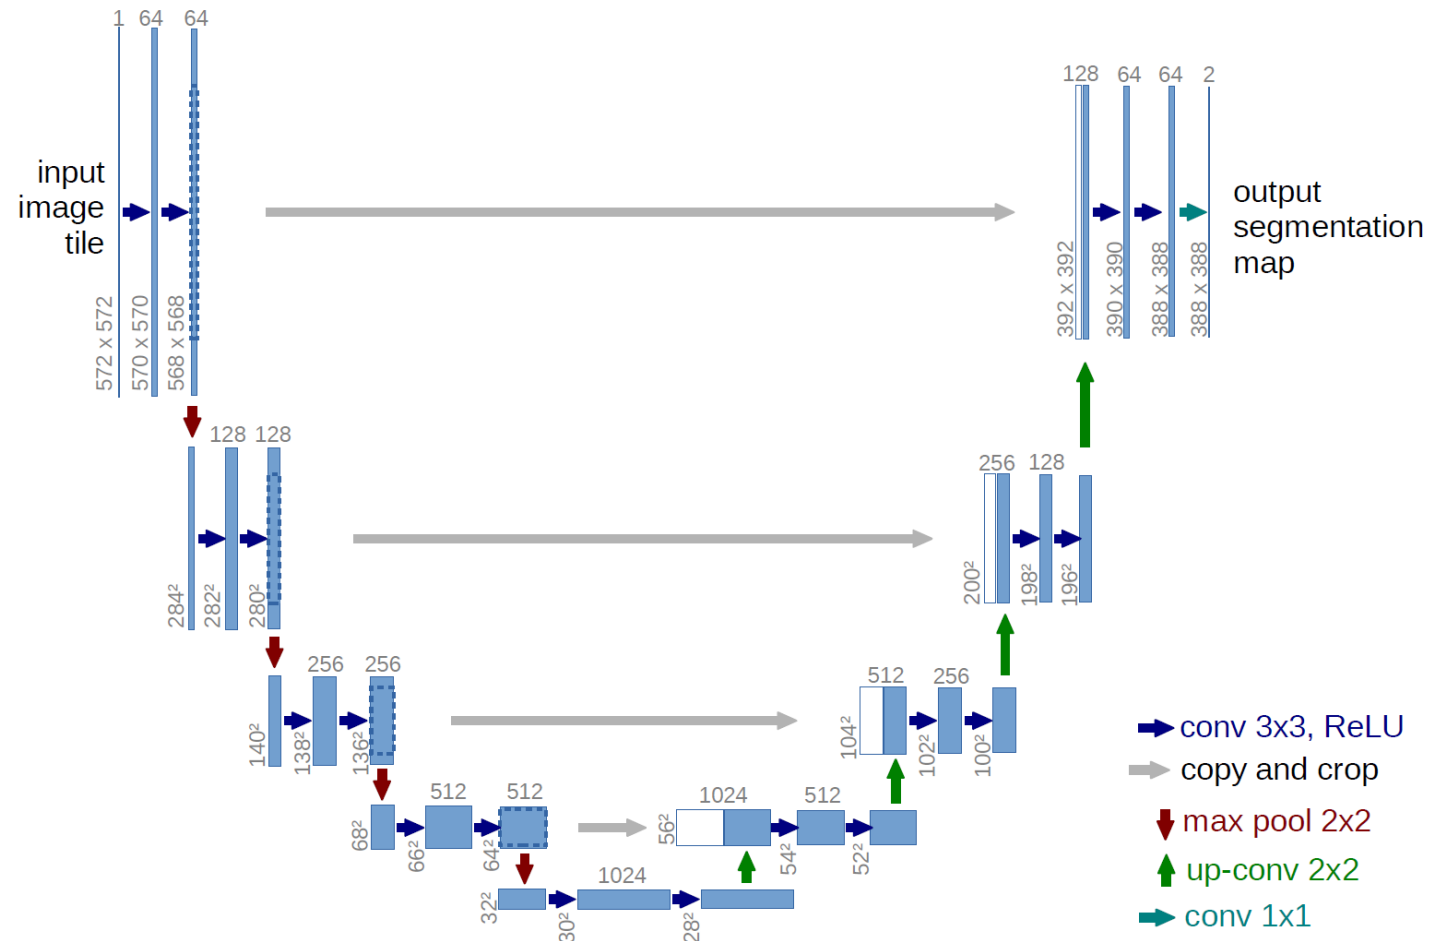 1 64 64
input
image
tile
572 x 572
570 x 570
568 x 568
128 64 64 2
output
segmentation
map
392 x 392
390 x 390
388 x 388
388 x 388
128 128
284²
282²
280²
256 128
200²
198²
196²
256 256
140²
138²
136²
512 256
104²
102²
100²
512 512
68²
66²
64²
1024 512
56²
54²
52²
1024
32²
30²
28²
conv 3x3, ReLU
copy and crop
max pool 2x2
up-conv 2x2
conv 1x1